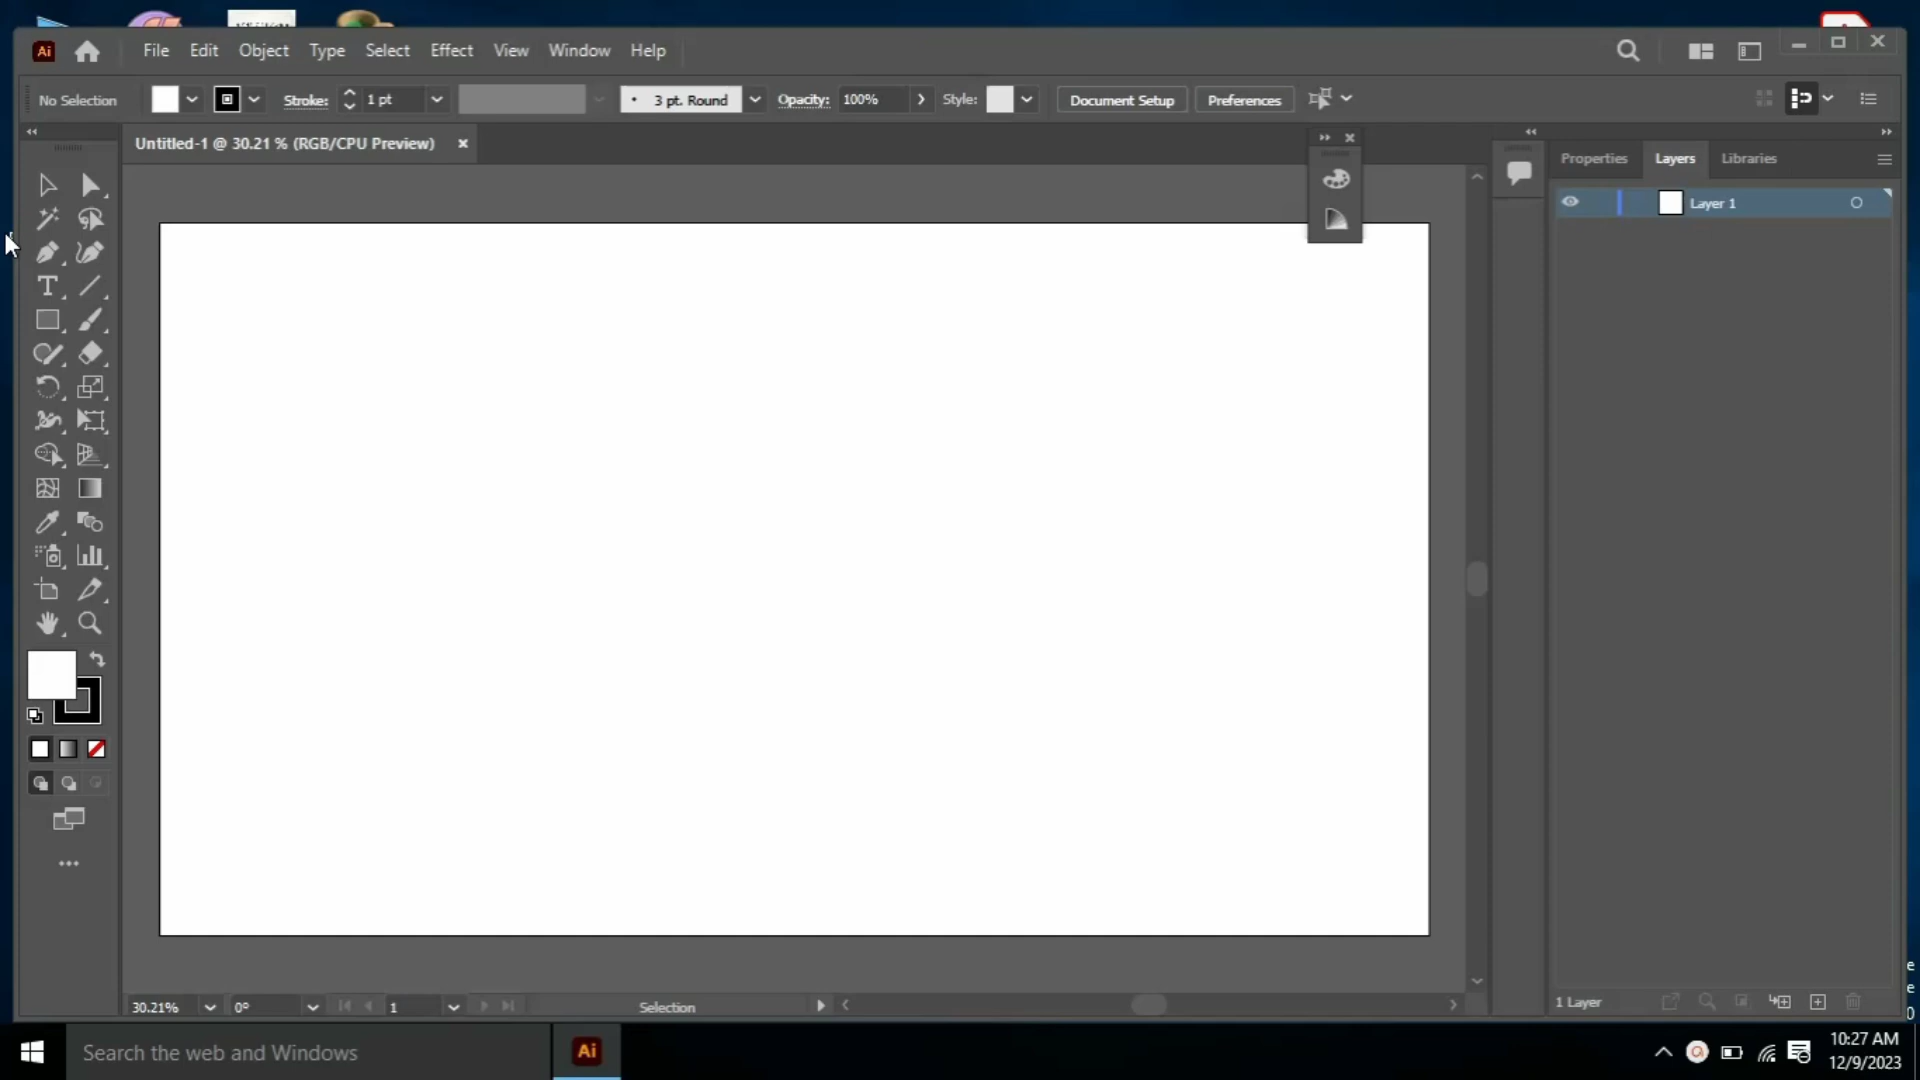 Ai File Edit Object Type Select Effect View Window Help
No Selection Stroke: 1 pt 3 pt. Round Opacity: 100% Style: Document Setup Preferences
Untitled-1 @ 30.21 % (RGB/CPU Preview)
Properties Layers Libraries
Layer 1
30.21% 0° 1 Selection
1 Layer
Search the web and Windows
Ai
10:27 AM
12/9/2023